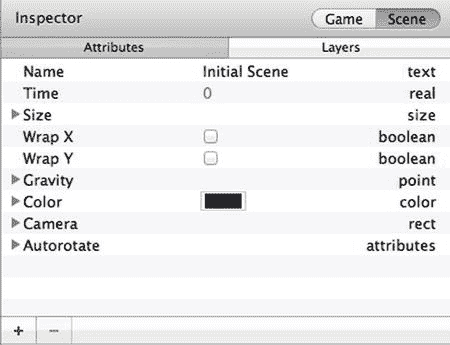 Inspector Game Scene
Attributes Layers
Name Initial Scene text
Time 0 real
Size size
Wrap X boolean
Wrap Y boolean
Gravity point
Color color
Camera rect
Autorotate attributes
+ −